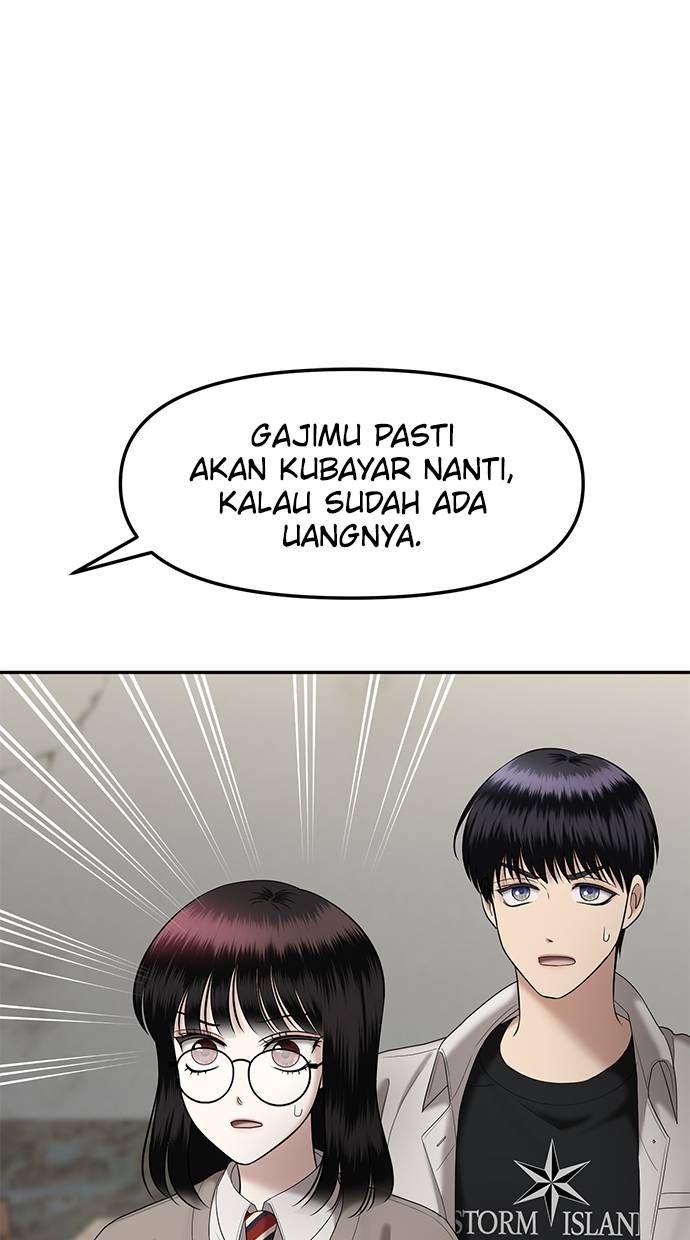 GAJIMU PASTI
AKAN KUBAYAR NANTI,
KALAU SUDAH ADA
UANGNYA.
STORM ISLAN